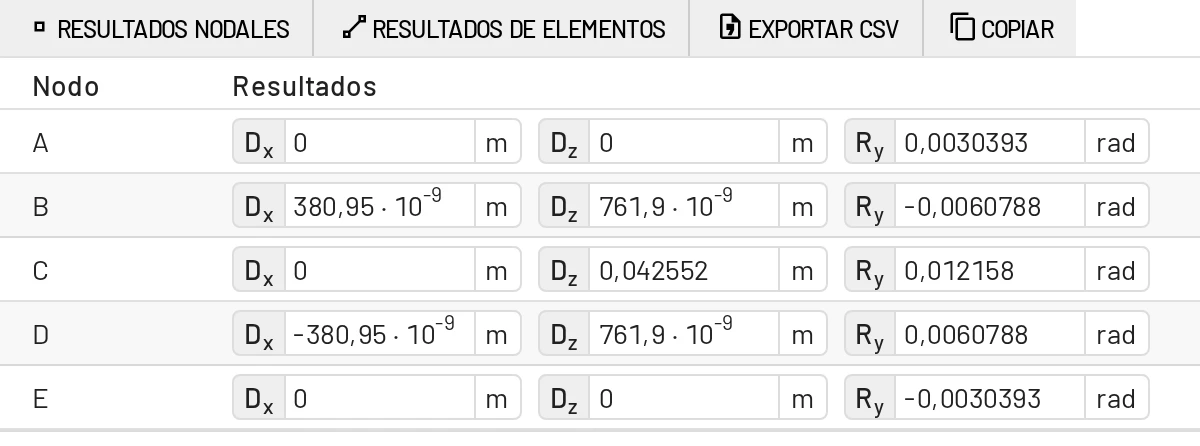 RESULTADOS NODALES RESULTADOS DE ELEMENTOS EXPORTAR CSV COPIAR
Nodo Resultados
A Dx 0 m Dz 0 m Ry 0,0030393 rad
B Dx 380,95 · 10^-9 m Dz 761,9 · 10^-9 m Ry -0,0060788 rad
C Dx 0 m Dz 0,042552 m Ry 0,012158 rad
D Dx -380,95 · 10^-9 m Dz 761,9 · 10^-9 m Ry 0,0060788 rad
E Dx 0 m Dz 0 m Ry -0,0030393 rad